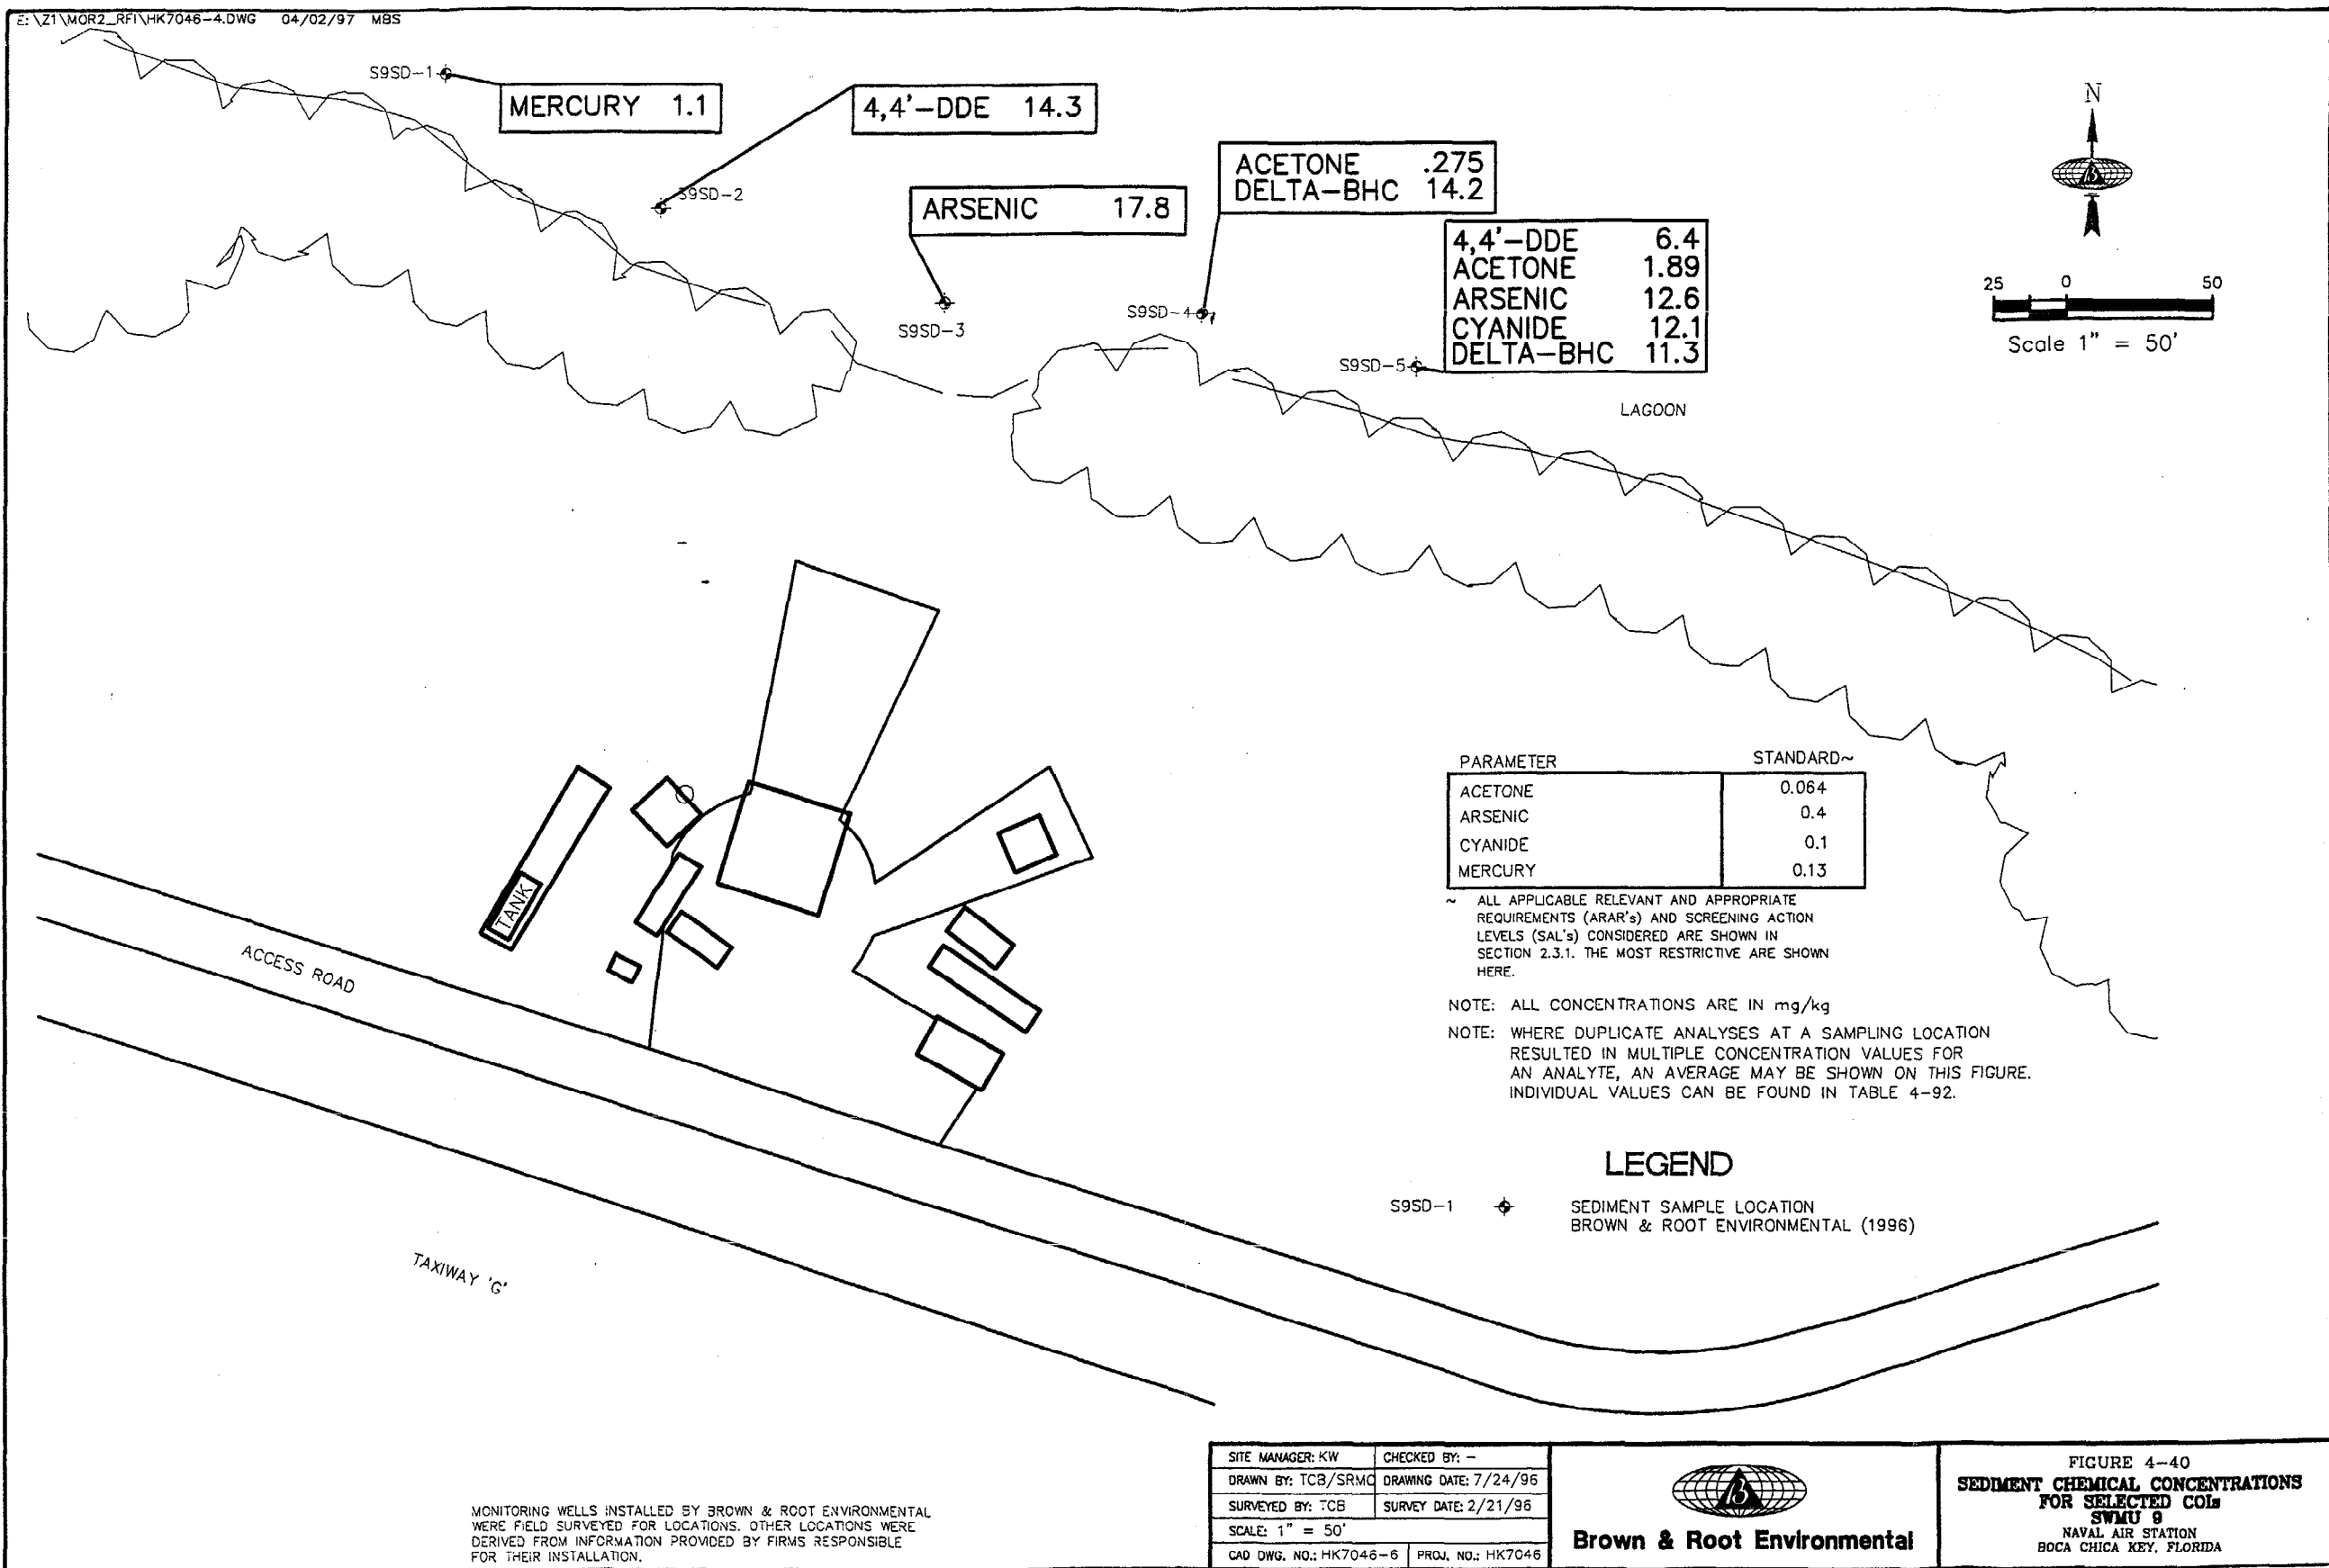 E: \Z1\MOR2_RFI\HK7046-4.DWG 04/02/97 MBS
S9SD-1
MERCURY 1.1
4,4'-DDE 14.3
S9SD-2
ARSENIC 17.8
S9SD-3
ACETONE .275
DELTA-BHC 14.2
S9SD-4
4,4'-DDE 6.4
ACETONE 1.89
ARSENIC 12.6
CYANIDE 12.1
DELTA-BHC 11.3
S9SD-5
LAGOON
N
25 0 50
Scale 1" = 50'
TANK
ACCESS ROAD
TAXIWAY 'G'
PARAMETER STANDARD~
ACETONE 0.064
ARSENIC 0.4
CYANIDE 0.1
MERCURY 0.13
~ ALL APPLICABLE RELEVANT AND APPROPRIATE
REQUIREMENTS (ARAR's) AND SCREENING ACTION
LEVELS (SAL's) CONSIDERED ARE SHOWN IN
SECTION 2.3.1. THE MOST RESTRICTIVE ARE SHOWN
HERE.
NOTE: ALL CONCENTRATIONS ARE IN mg/kg
NOTE: WHERE DUPLICATE ANALYSES AT A SAMPLING LOCATION
RESULTED IN MULTIPLE CONCENTRATION VALUES FOR
AN ANALYTE, AN AVERAGE MAY BE SHOWN ON THIS FIGURE.
INDIVIDUAL VALUES CAN BE FOUND IN TABLE 4-92.
LEGEND
S9SD-1 SEDIMENT SAMPLE LOCATION
BROWN & ROOT ENVIRONMENTAL (1996)
MONITORING WELLS INSTALLED BY BROWN & ROOT ENVIRONMENTAL
WERE FIELD SURVEYED FOR LOCATIONS. OTHER LOCATIONS WERE
DERIVED FROM INFORMATION PROVIDED BY FIRMS RESPONSIBLE
FOR THEIR INSTALLATION.
SITE MANAGER: KW CHECKED BY: -
DRAWN BY: TCB/SRMC DRAWING DATE: 7/24/96
SURVEYED BY: TCB SURVEY DATE: 2/21/96
SCALE: 1" = 50'
CAD DWG. NO.: HK7046-6 PROJ. NO.: HK7046
Brown & Root Environmental
FIGURE 4-40
SEDIMENT CHEMICAL CONCENTRATIONS
FOR SELECTED COIs
SWMU 9
NAVAL AIR STATION
BOCA CHICA KEY, FLORIDA